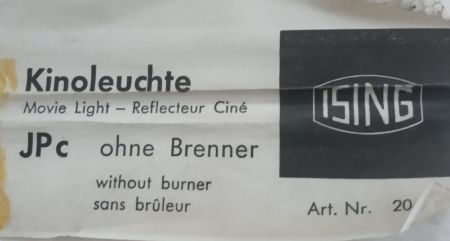 Kinoleuchte
Movie Light – Reflecteur Ciné
ISING
JPc ohne Brenner
without burner
sans brûleur
Art. Nr. 20